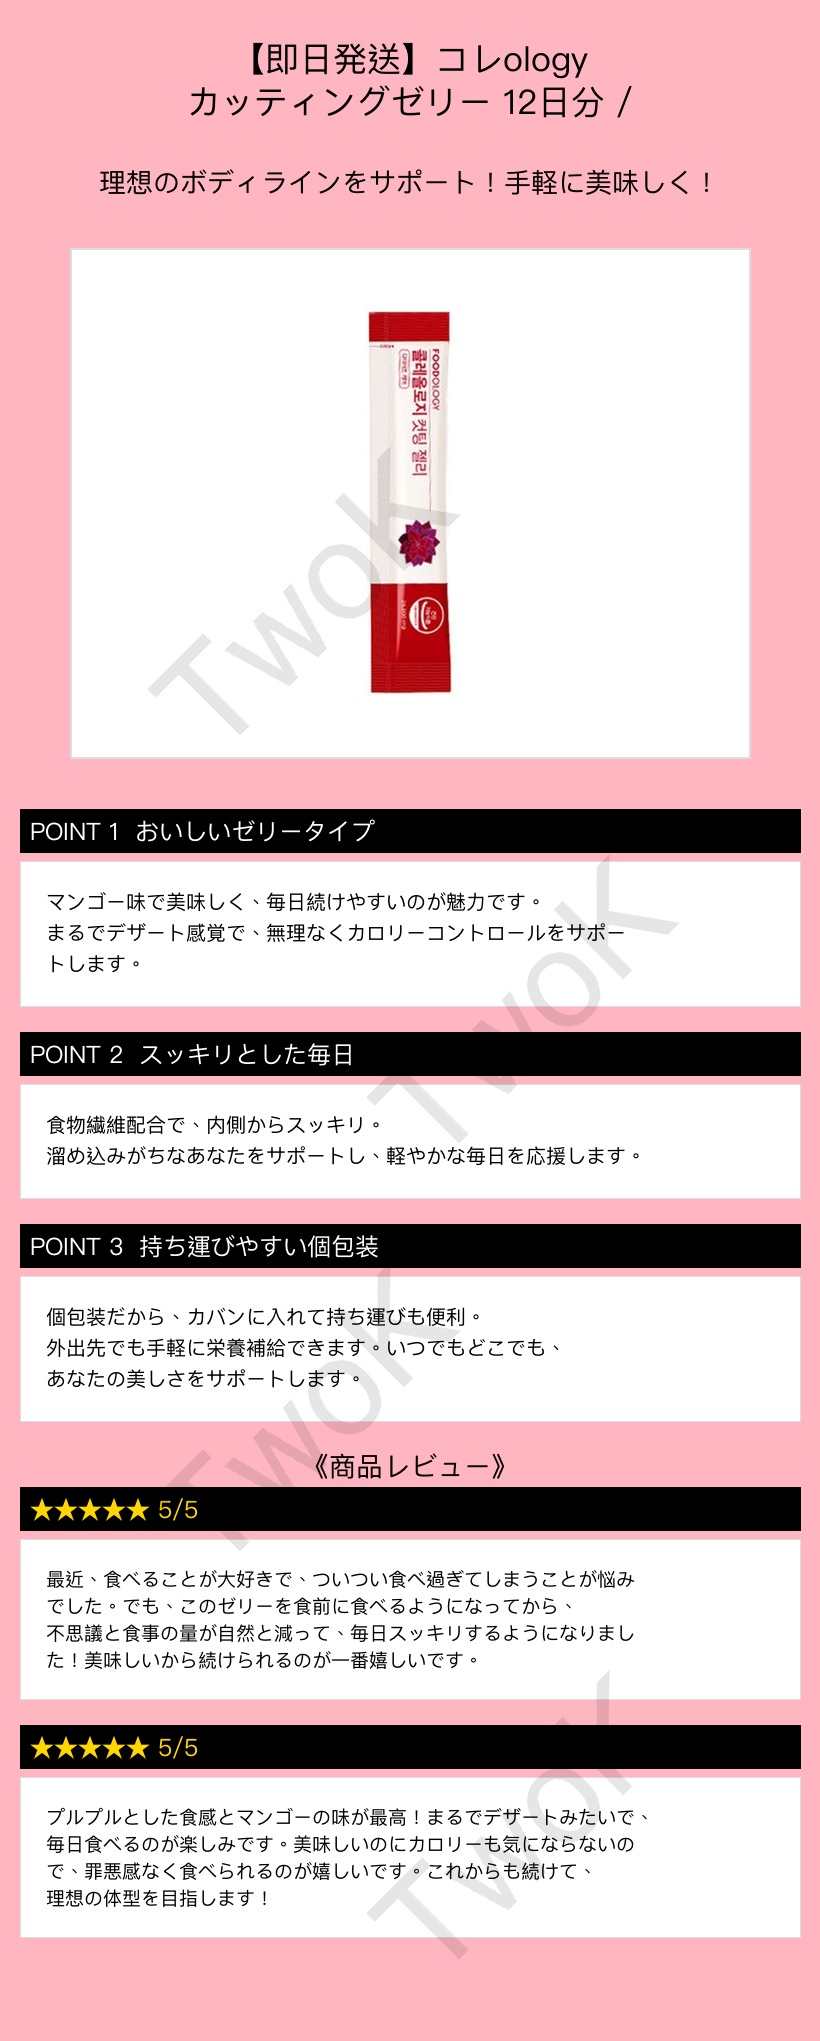 【即日発送】コレology
カッティングゼリー 12日分 /
理想のボディラインをサポート！手軽に美味しく！
FOODOLOGY
콜레올로지 컷팅 젤리
TwoK
POINT 1 おいしいゼリータイプ
マンゴー味で美味しく、毎日続けやすいのが魅力です。
まるでデザート感覚で、無理なくカロリーコントロールをサポー
トします。
TwoK
POINT 2 スッキリとした毎日
食物繊維配合で、内側からスッキリ。
溜め込みがちなあなたをサポートし、軽やかな毎日を応援します。
POINT 3 持ち運びやすい個包装
個包装だから、カバンに入れて持ち運びも便利。
外出先でも手軽に栄養補給できます。いつでもどこでも、
あなたの美しさをサポートします。
TwoK
《商品レビュー》
★★★★★ 5/5
最近、食べることが大好きで、ついつい食べ過ぎてしまうことが悩み
でした。でも、このゼリーを食前に食べるようになってから、
不思議と食事の量が自然と減って、毎日スッキリするようになりまし
た！美味しいから続けられるのが一番嬉しいです。
★★★★★ 5/5
プルプルとした食感とマンゴーの味が最高！まるでデザートみたいで、
毎日食べるのが楽しみです。美味しいのにカロリーも気にならないの
で、罪悪感なく食べられるのが嬉しいです。これからも続けて、
理想の体型を目指します！
TwoK